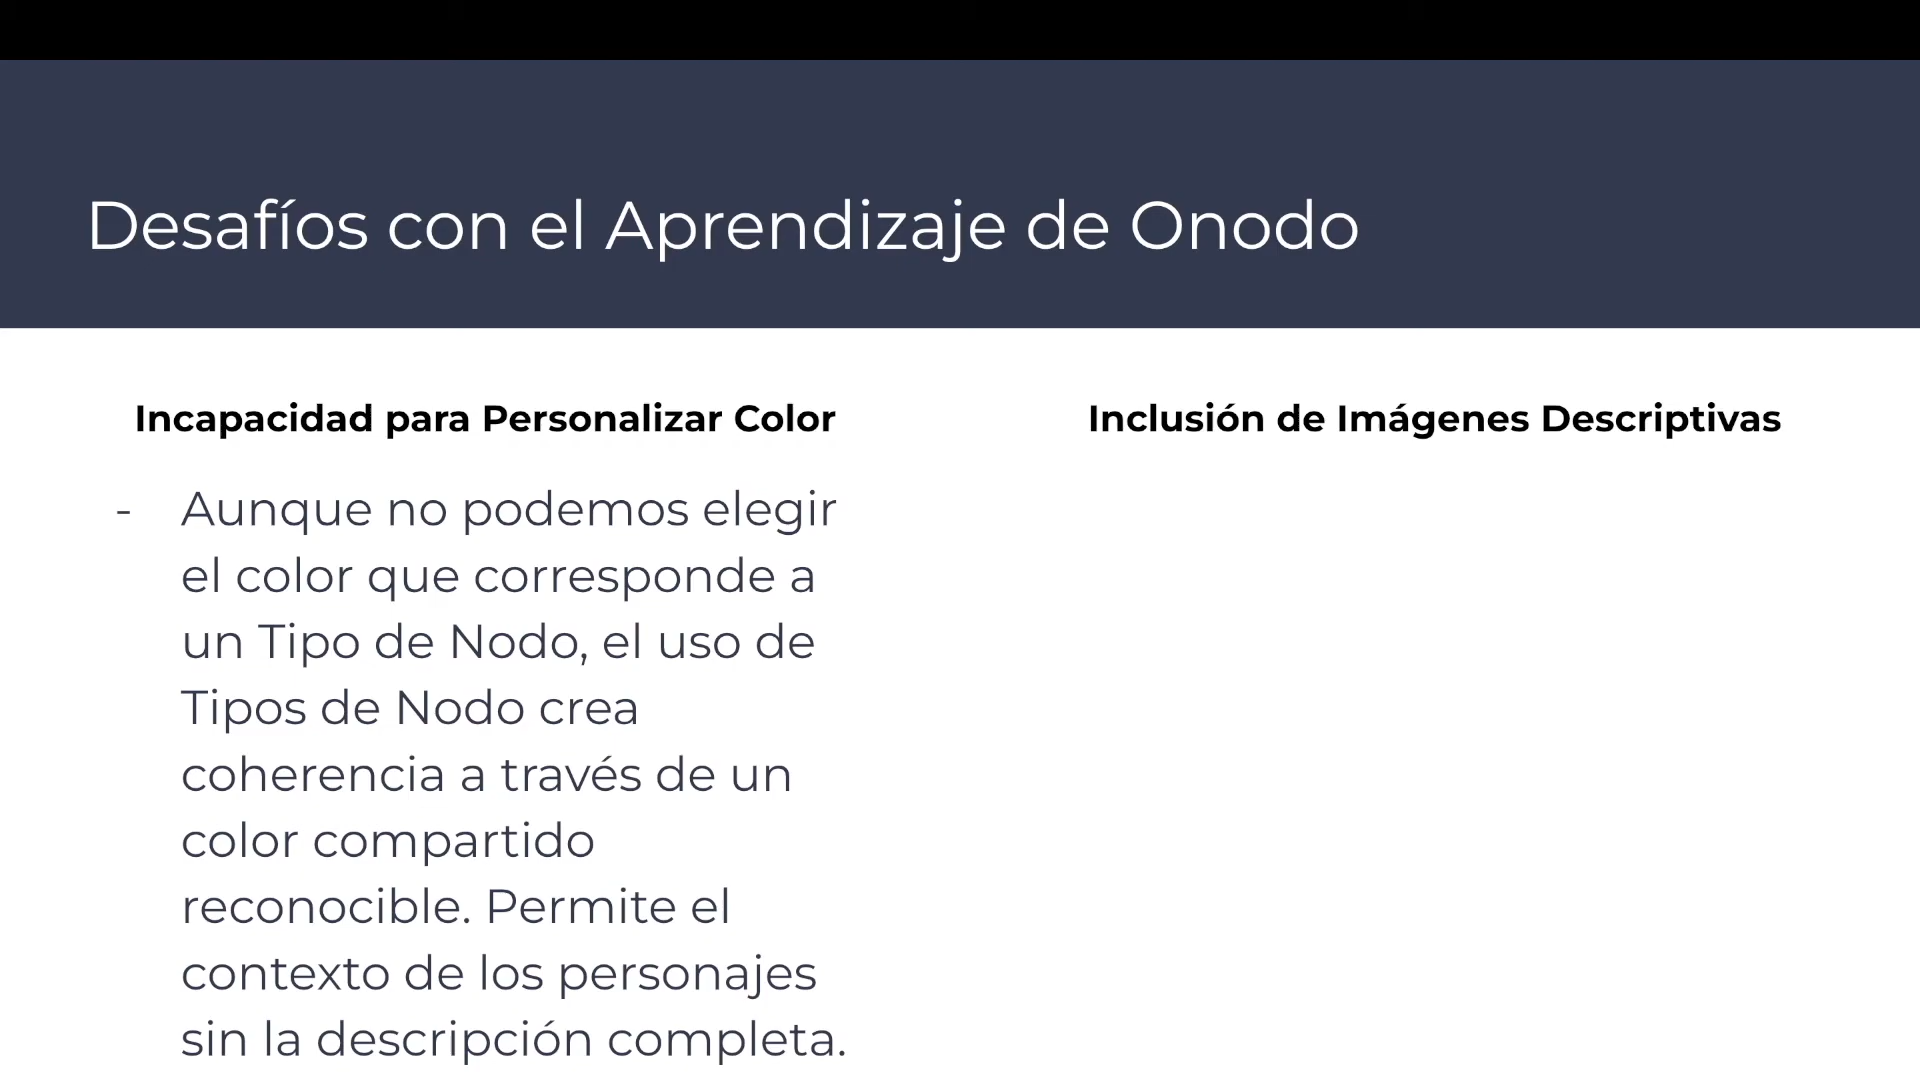 Desafíos con el Aprendizaje de Onodo
Incapacidad para Personalizar Color
- Aunque no podemos elegir
el color que corresponde a
un Tipo de Nodo, el uso de
Tipos de Nodo crea
coherencia a través de un
color compartido
reconocible. Permite el
contexto de los personajes
sin la descripción completa.
Inclusión de Imágenes Descriptivas